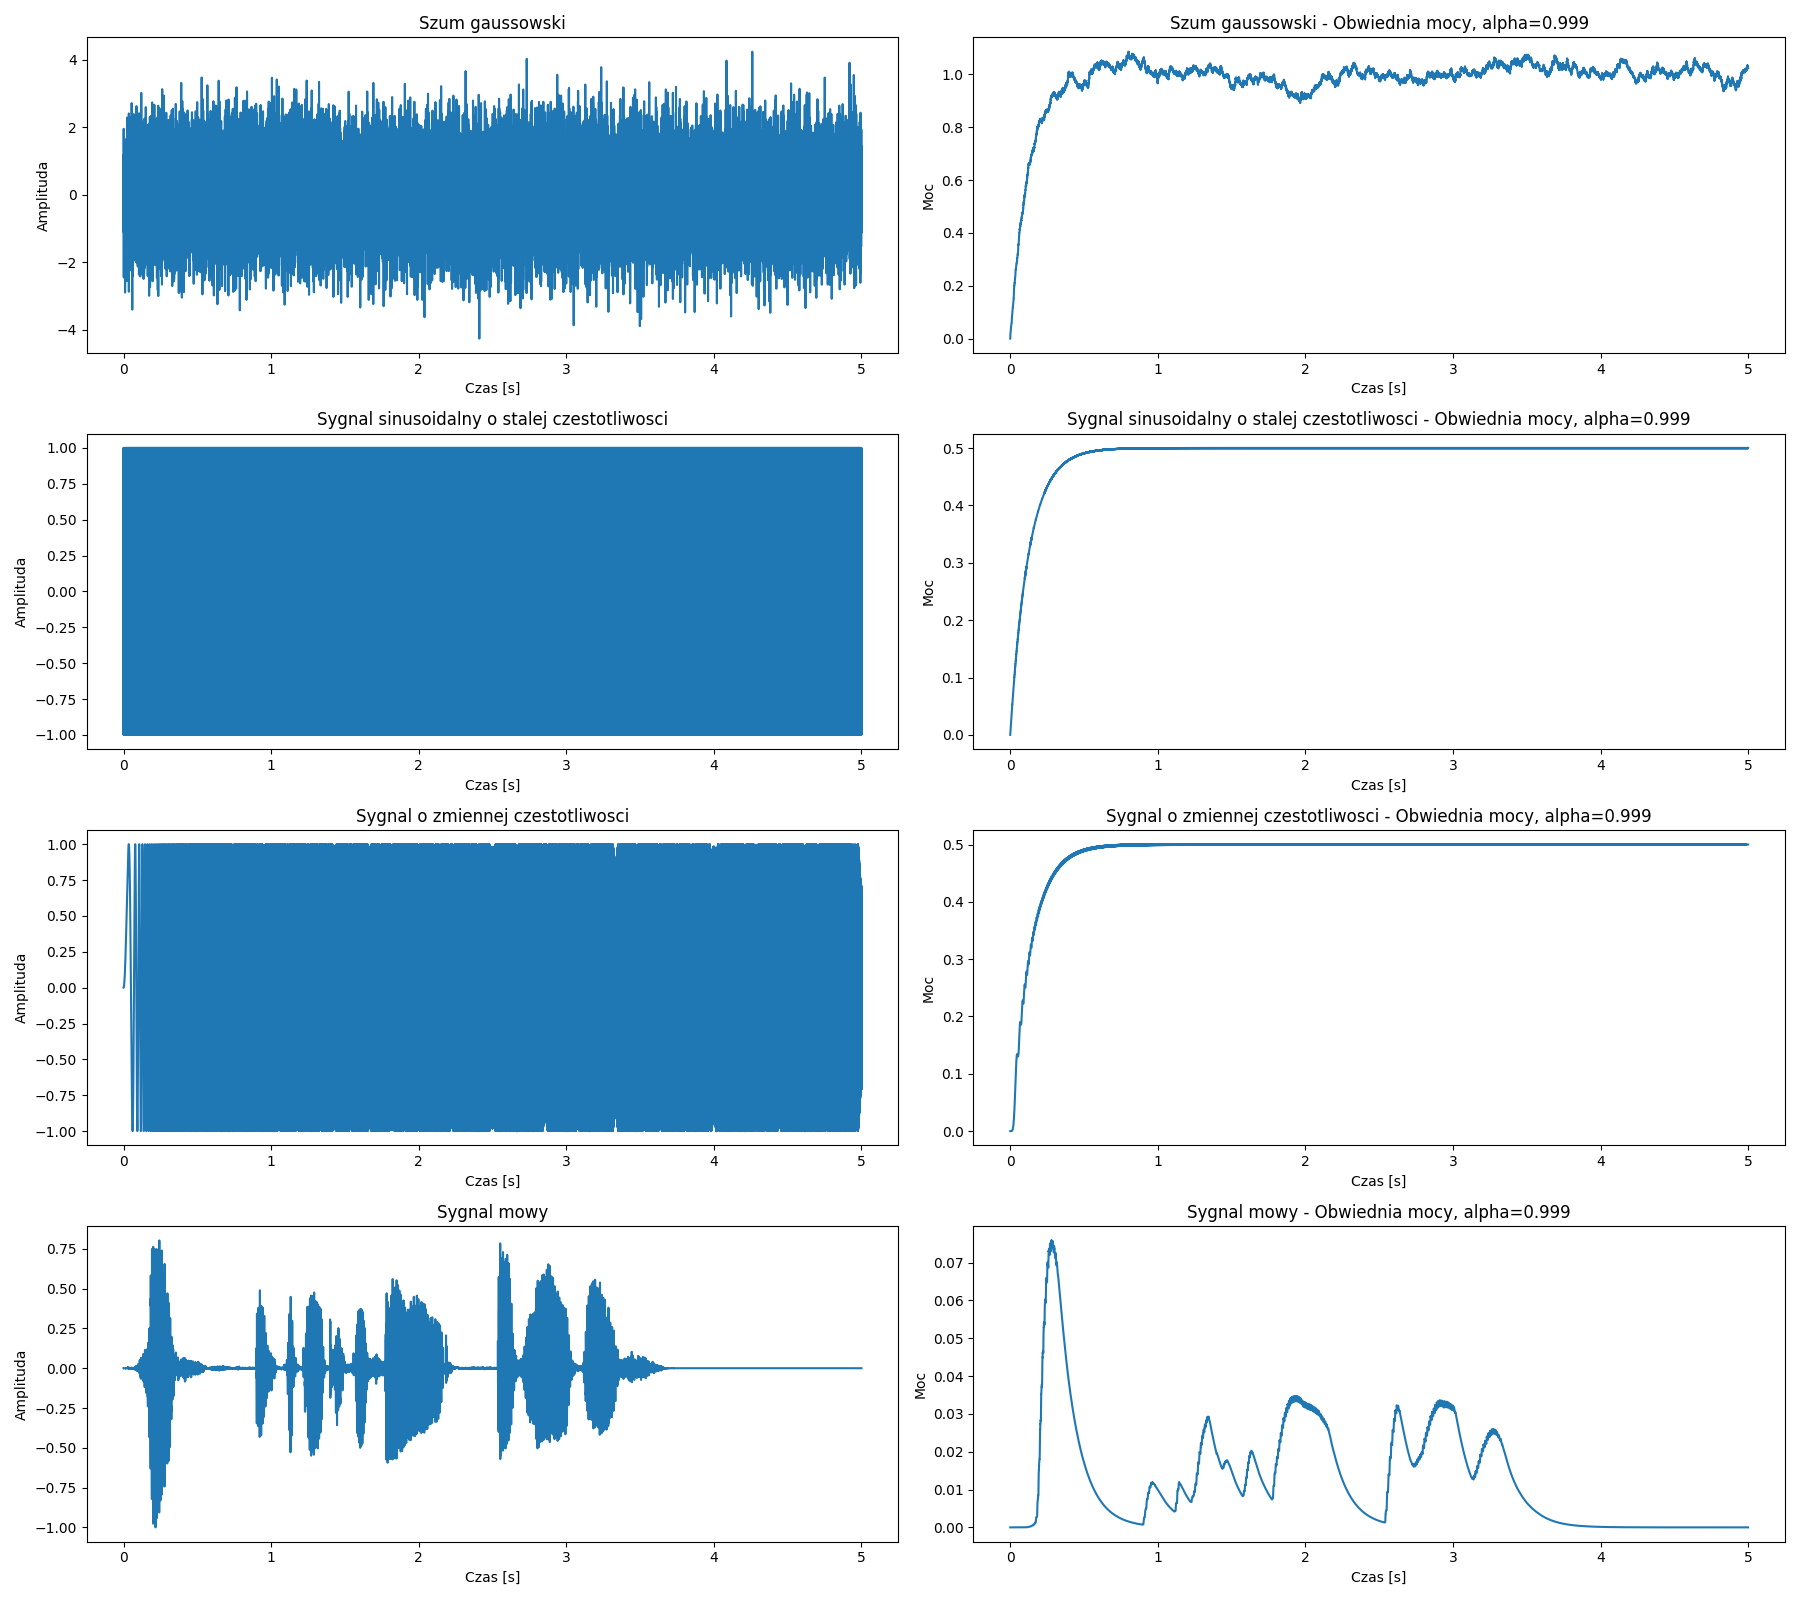 Szum gaussowski
Amplituda
4
2
0
−2
−4
0 1 2 3 4 5
Czas [s]
Szum gaussowski - Obwiednia mocy, alpha=0.999
Moc
1.0
0.8
0.6
0.4
0.2
0.0
0 1 2 3 4 5
Czas [s]
Sygnal sinusoidalny o stalej czestotliwosci
Amplituda
1.00
0.75
0.50
0.25
0.00
−0.25
−0.50
−0.75
−1.00
0 1 2 3 4 5
Czas [s]
Sygnal sinusoidalny o stalej czestotliwosci - Obwiednia mocy, alpha=0.999
Moc
0.5
0.4
0.3
0.2
0.1
0.0
0 1 2 3 4 5
Czas [s]
Sygnal o zmiennej czestotliwosci
Amplituda
1.00
0.75
0.50
0.25
0.00
−0.25
−0.50
−0.75
−1.00
0 1 2 3 4 5
Czas [s]
Sygnal o zmiennej czestotliwosci - Obwiednia mocy, alpha=0.999
Moc
0.5
0.4
0.3
0.2
0.1
0.0
0 1 2 3 4 5
Czas [s]
Sygnal mowy
Amplituda
0.75
0.50
0.25
0.00
−0.25
−0.50
−0.75
−1.00
0 1 2 3 4 5
Czas [s]
Sygnal mowy - Obwiednia mocy, alpha=0.999
Moc
0.07
0.06
0.05
0.04
0.03
0.02
0.01
0.00
0 1 2 3 4 5
Czas [s]